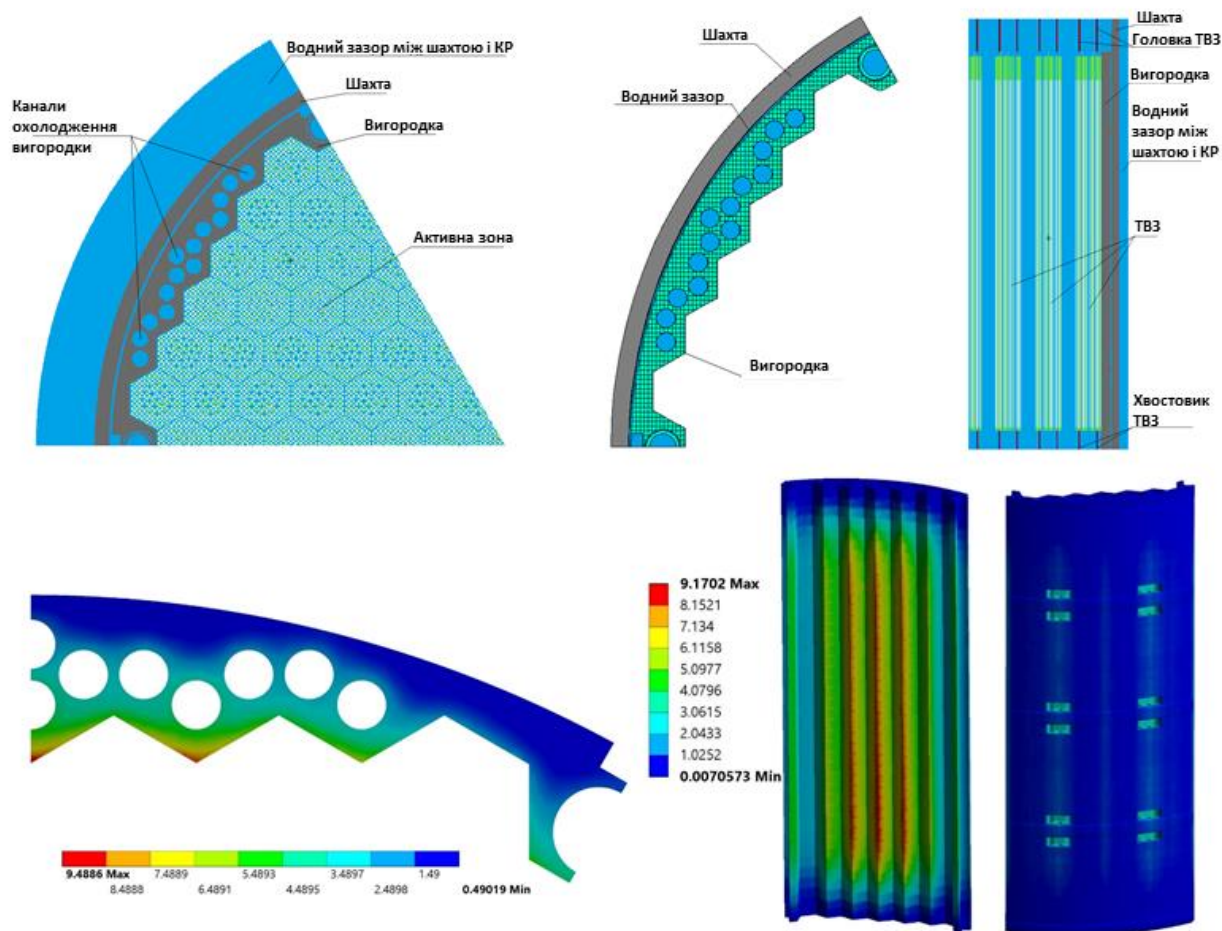 Водний зазор між шахтою і КР
Шахта
Канали
охолодження
вигородки
Вигородка
Активна зона
Шахта
Водний зазор
Вигородка
Шахта
Головка ТВЗ
Вигородка
Водний
зазор між
шахтою і КР
ТВЗ
Хвостовик
ТВЗ
9.4886 Max
7.4889
5.4893
3.4897
1.49
8.4888
6.4891
4.4895
2.4898
0.49019 Min
9.1702 Max
8.1521
7.134
6.1158
5.0977
4.0796
3.0615
2.0433
1.0252
0.0070573 Min